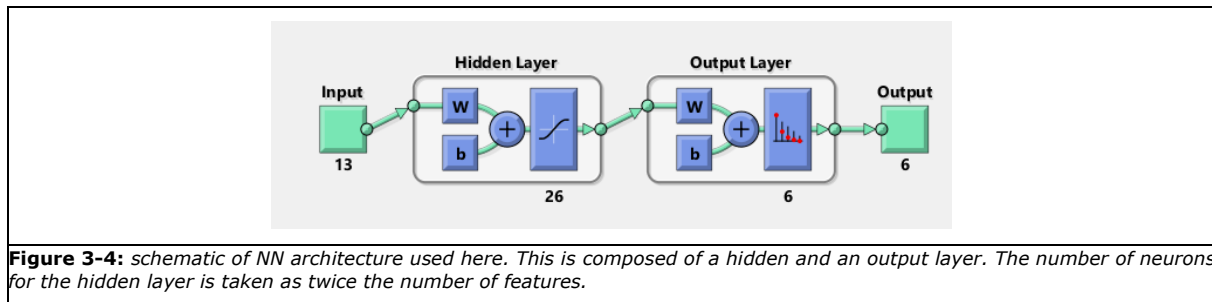 Hidden Layer
Output Layer
Input
Output
W
b
+
W
b
+
13
26
6
6
Figure 3-4: schematic of NN architecture used here. This is composed of a hidden and an output layer. The number of neurons
for the hidden layer is taken as twice the number of features.